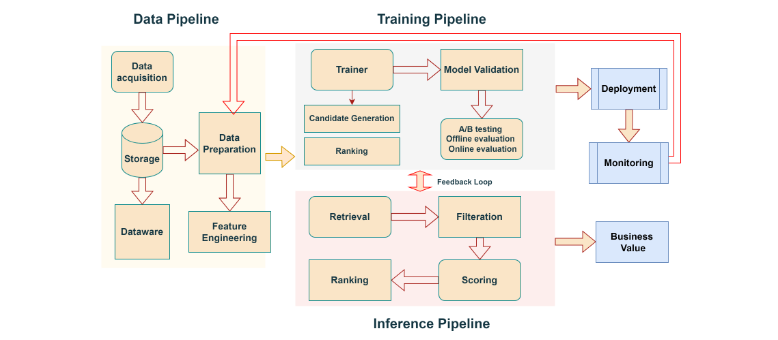 Data Pipeline
Training Pipeline
Data
acquisition
Storage
Dataware
Data
Preparation
Feature
Engineering
Trainer
Model Validation
Candidate Generation
Ranking
A/B testing
Offline evaluation
Online evaluation
Deployment
Monitoring
Feedback Loop
Retrieval
Filteration
Ranking
Scoring
Business
Value
Inference Pipeline